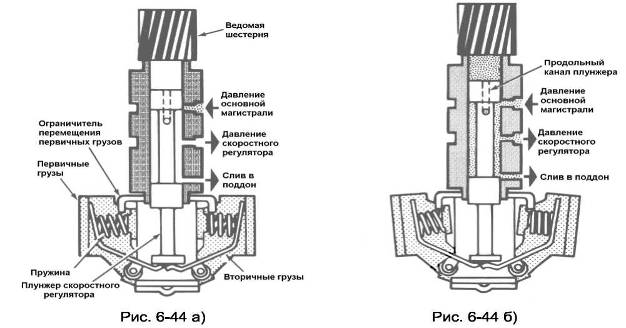 Ведомая
шестерня
Давление
основной
магистрали
Ограничитель
перемещения
первичных грузов
Давление
скоростного
регулятора
Первичные
грузы
Слив в
поддон
Пружина
Плунжер скоростного
регулятора
Вторичные грузы
Рис. 6-44 а)
Продольный
канал плунжера
Давление
основной
магистрали
Давление
скоростного
регулятора
Слив в поддон
Рис. 6-44 б)